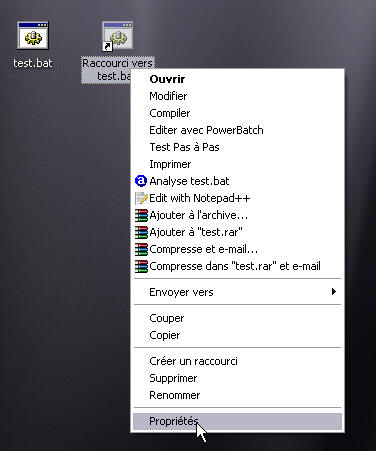 test.bat
Raccourci vers
test.ba
Ouvrir
Modifier
Compiler
Editer avec PowerBatch
Test Pas à Pas
Imprimer
Analyse test.bat
Edit with Notepad++
Ajouter à l'archive...
Ajouter à "test.rar"
Compresse et e-mail...
Compresse dans "test.rar" et e-mail
Envoyer vers
Couper
Copier
Créer un raccourci
Supprimer
Renommer
Propriétés